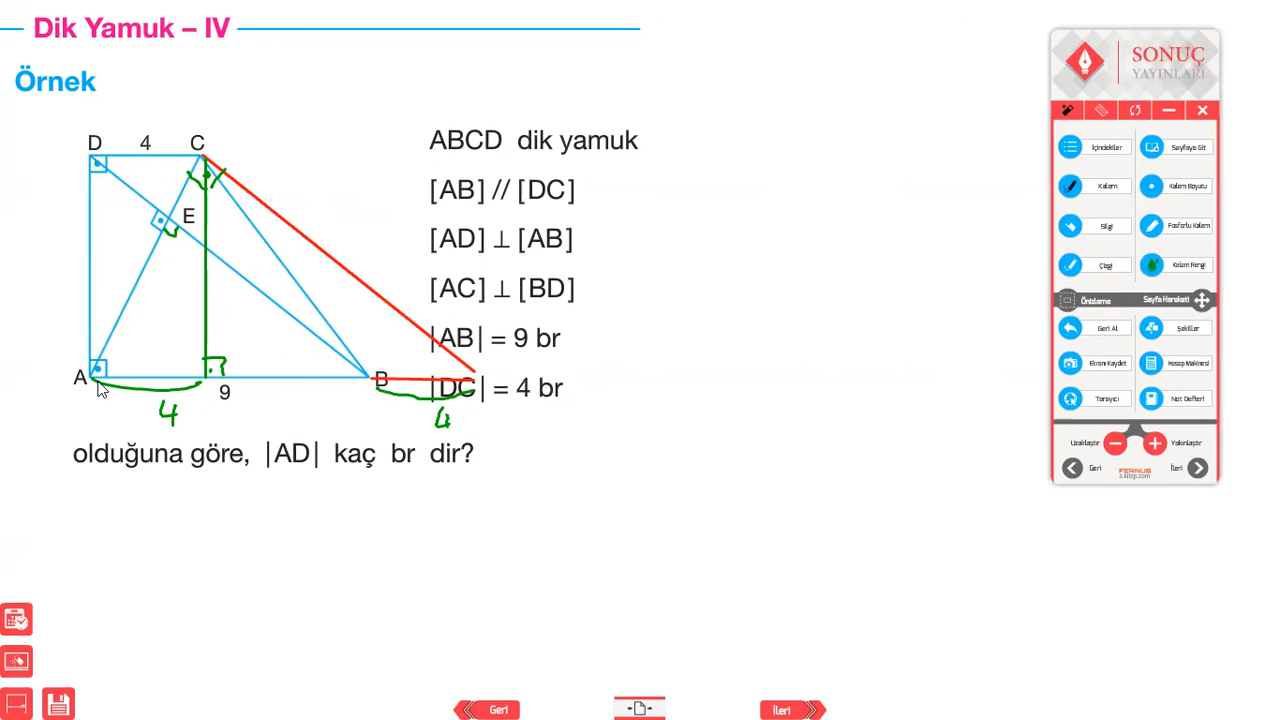 Dik Yamuk – IV
Örnek
D 4 C
E
A B
9
4
4
ABCD dik yamuk
[AB] // [DC]
[AD] ⊥ [AB]
[AC] ⊥ [BD]
|AB| = 9 br
|DC| = 4 br
olduğuna göre, |AD| kaç br dir?
SONUÇ
YAYINLARI
İçindekiler Sayfaya Git
Kalem Kalem Boyutu
Silgi Fosforlu Kalem
Çizgi Kalem Rengi
Önizleme Sayfa Hareketi
Geri Al Şekiller
Ekranı Kaydet Hesap Makinesi
Tarayıcı Not Defteri
Uzaklaştır Yakınlaştır
Geri FERNUS İleri
z-kitap.com
Geri İleri